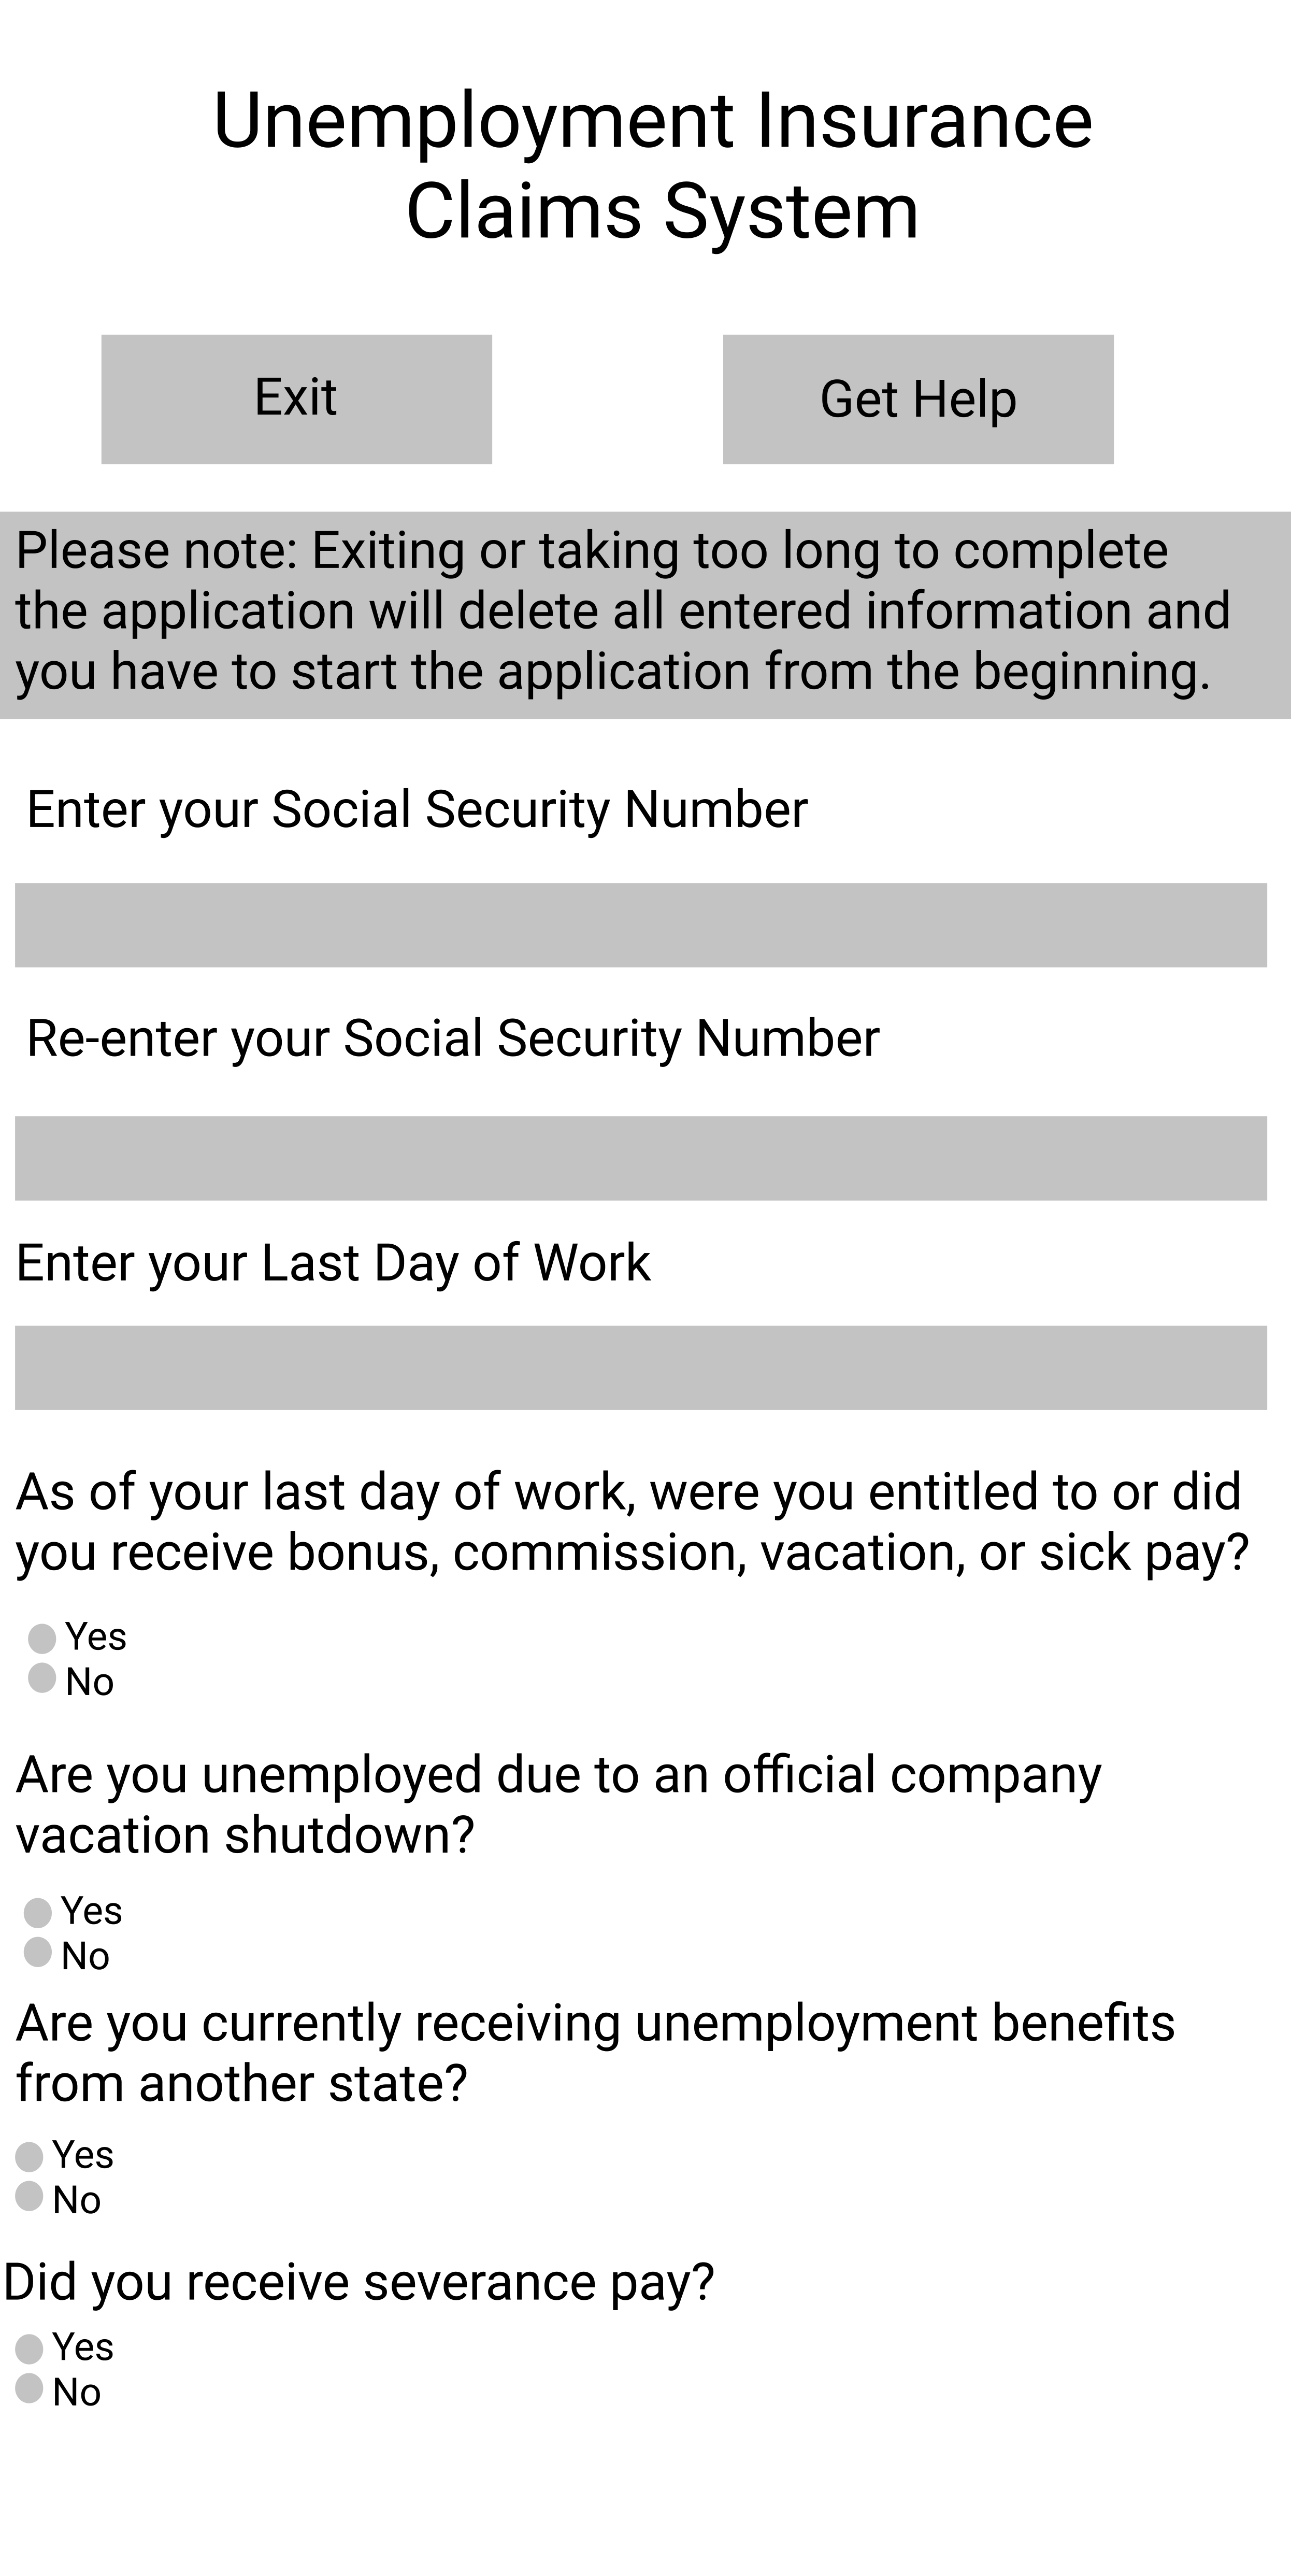 Unemployment Insurance
Claims System
Exit
Get Help
Please note: Exiting or taking too long to complete
the application will delete all entered information and
you have to start the application from the beginning.
Enter your Social Security Number
Re-enter your Social Security Number
Enter your Last Day of Work
As of your last day of work, were you entitled to or did
you receive bonus, commission, vacation, or sick pay?
Yes
No
Are you unemployed due to an official company
vacation shutdown?
Yes
No
Are you currently receiving unemployment benefits
from another state?
Yes
No
Did you receive severance pay?
Yes
No